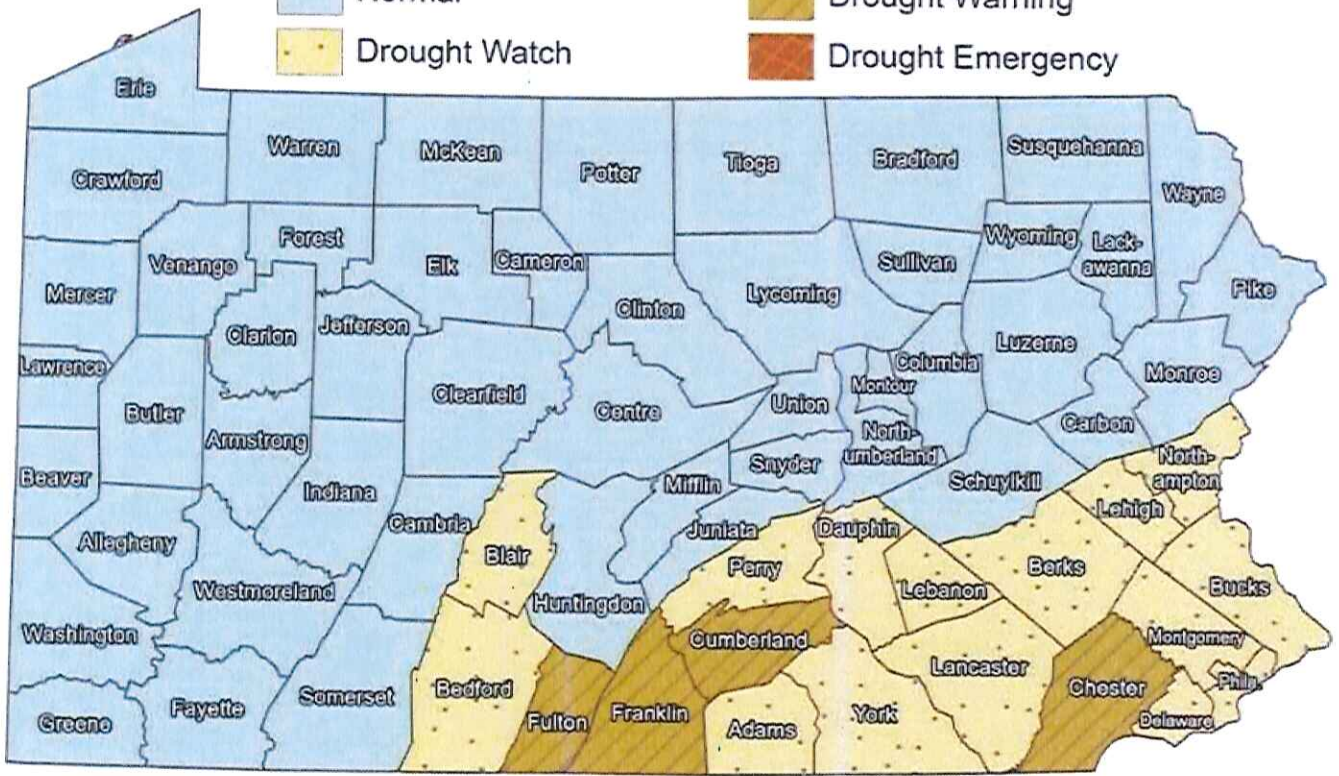 Normal
Drought Warning
Drought Watch
Drought Emergency
Erie
Warren
McKean
Potter
Tioga
Bradford
Susquehanna
Wayne
Crawford
Forest
Elk
Cameron
Sullivan
Wyoming
Lack-
awanna
Pike
Mercer
Venango
Clarion
Jefferson
Clinton
Lycoming
Luzerne
Columbia
Montour
Monroe
Lawrence
Butler
Armstrong
Clearfield
Centre
Union
North-
umberland
Carbon
Beaver
Indiana
Cambria
Mifflin
Snyder
Schuylkill
North-
ampton
Lehigh
Allegheny
Westmoreland
Blair
Huntingdon
Juniata
Perry
Dauphin
Lebanon
Berks
Bucks
Washington
Cumberland
Montgomery
Greene
Fayette
Somerset
Bedford
Fulton
Franklin
Adams
York
Lancaster
Chester
Delaware
Phila.